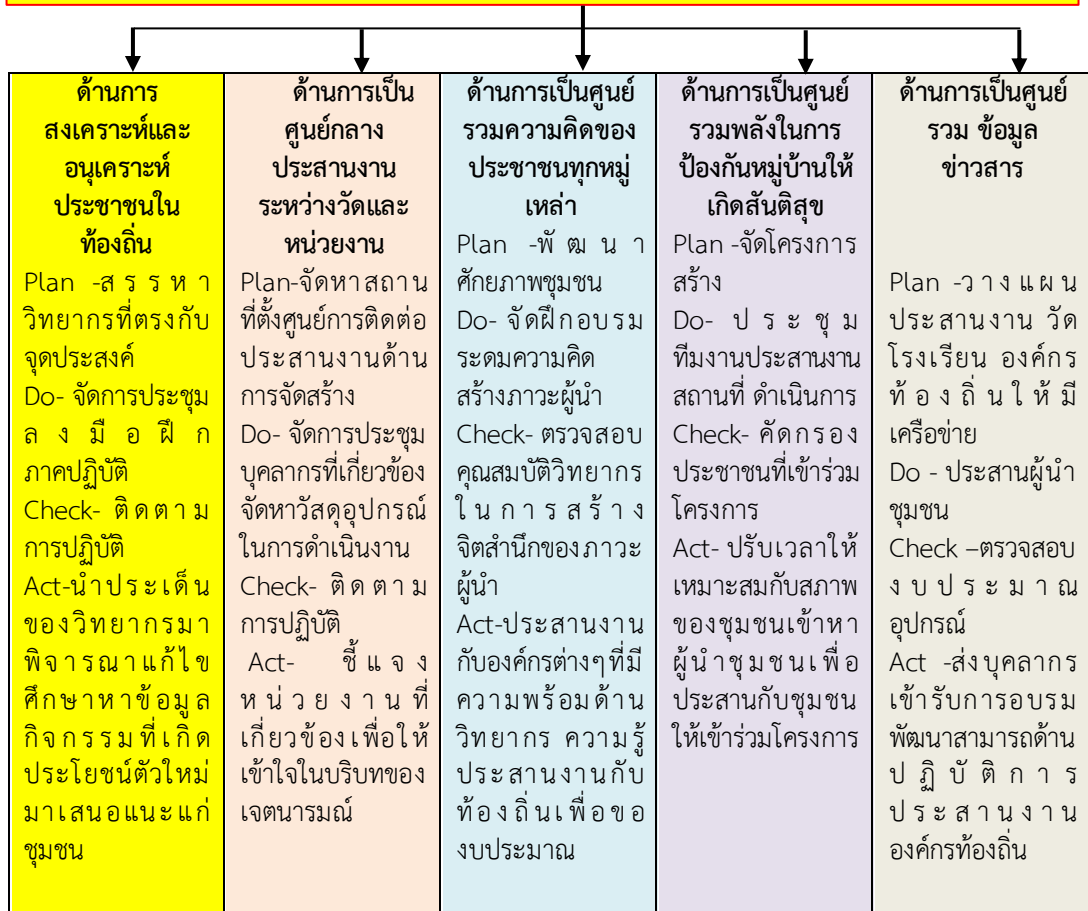 ด้านการ
สงเคราะห์และ
อนุเคราะห์
ประชาชนใน
ท้องถิ่น
Plan -สรรหา
วิทยากรที่ตรงกับ
จุดประสงค์
Do- จัดการประชุม
ลงมือฝึก
ภาคปฏิบัติ
Check- ติดตาม
การปฏิบัติ
Act-นำประเด็น
ของวิทยากรมา
พิจารณาแก้ไข
ศึกษาหาข้อมูล
กิจกรรมที่เกิด
ประโยชน์ตัวใหม่
มาเสนอแนะแก่
ชุมชน
ด้านการเป็น
ศูนย์กลาง
ประสานงาน
ระหว่างวัดและ
หน่วยงาน
Plan-จัดหาสถาน
ที่ตั้งศูนย์การติดต่อ
ประสานงานด้าน
การจัดสร้าง
Do- จัดการประชุม
บุคลากรที่เกี่ยวข้อง
จัดหาวัสดุอุปกรณ์
ในการดำเนินงาน
Check- ติดตาม
การปฏิบัติ
Act- ชี้แจง
หน่วยงานที่
เกี่ยวข้องเพื่อให้
เข้าใจในบริบทของ
เจตนารมณ์
ด้านการเป็นศูนย์
รวมความคิดของ
ประชาชนทุกหมู่
เหล่า
Plan -พัฒนา
ศักยภาพชุมชน
Do- จัดฝึกอบรม
ระดมความคิด
สร้างภาวะผู้นำ
Check- ตรวจสอบ
คุณสมบัติวิทยากร
ในการสร้าง
จิตสำนึกของภาวะ
ผู้นำ
Act-ประสานงาน
กับองค์กรต่างๆที่มี
ความพร้อมด้าน
วิทยากร ความรู้
ประสานงานกับ
ท้องถิ่นเพื่อขอ
งบประมาณ
ด้านการเป็นศูนย์
รวมพลังในการ
ป้องกันหมู่บ้านให้
เกิดสันติสุข
Plan -จัดโครงการ
สร้าง
Do- ประชุม
ทีมงานประสานงาน
สถานที่ ดำเนินการ
Check- คัดกรอง
ประชาชนที่เข้าร่วม
โครงการ
Act- ปรับเวลาให้
เหมาะสมกับสภาพ
ของชุมชนเข้าหา
ผู้นำชุมชนเพื่อ
ประสานกับชุมชน
ให้เข้าร่วมโครงการ
ด้านการเป็นศูนย์
รวม ข้อมูล
ข่าวสาร
Plan -วางแผน
ประสานงาน วัด
โรงเรียน องค์กร
ท้องถิ่นให้มี
เครือข่าย
Do - ประสานผู้นำ
ชุมชน
Check –ตรวจสอบ
งบประมาณ
อุปกรณ์
Act -ส่งบุคลากร
เข้ารับการอบรม
พัฒนาสามารถด้าน
ปฏิบัติการ
ประสานงาน
องค์กรท้องถิ่น